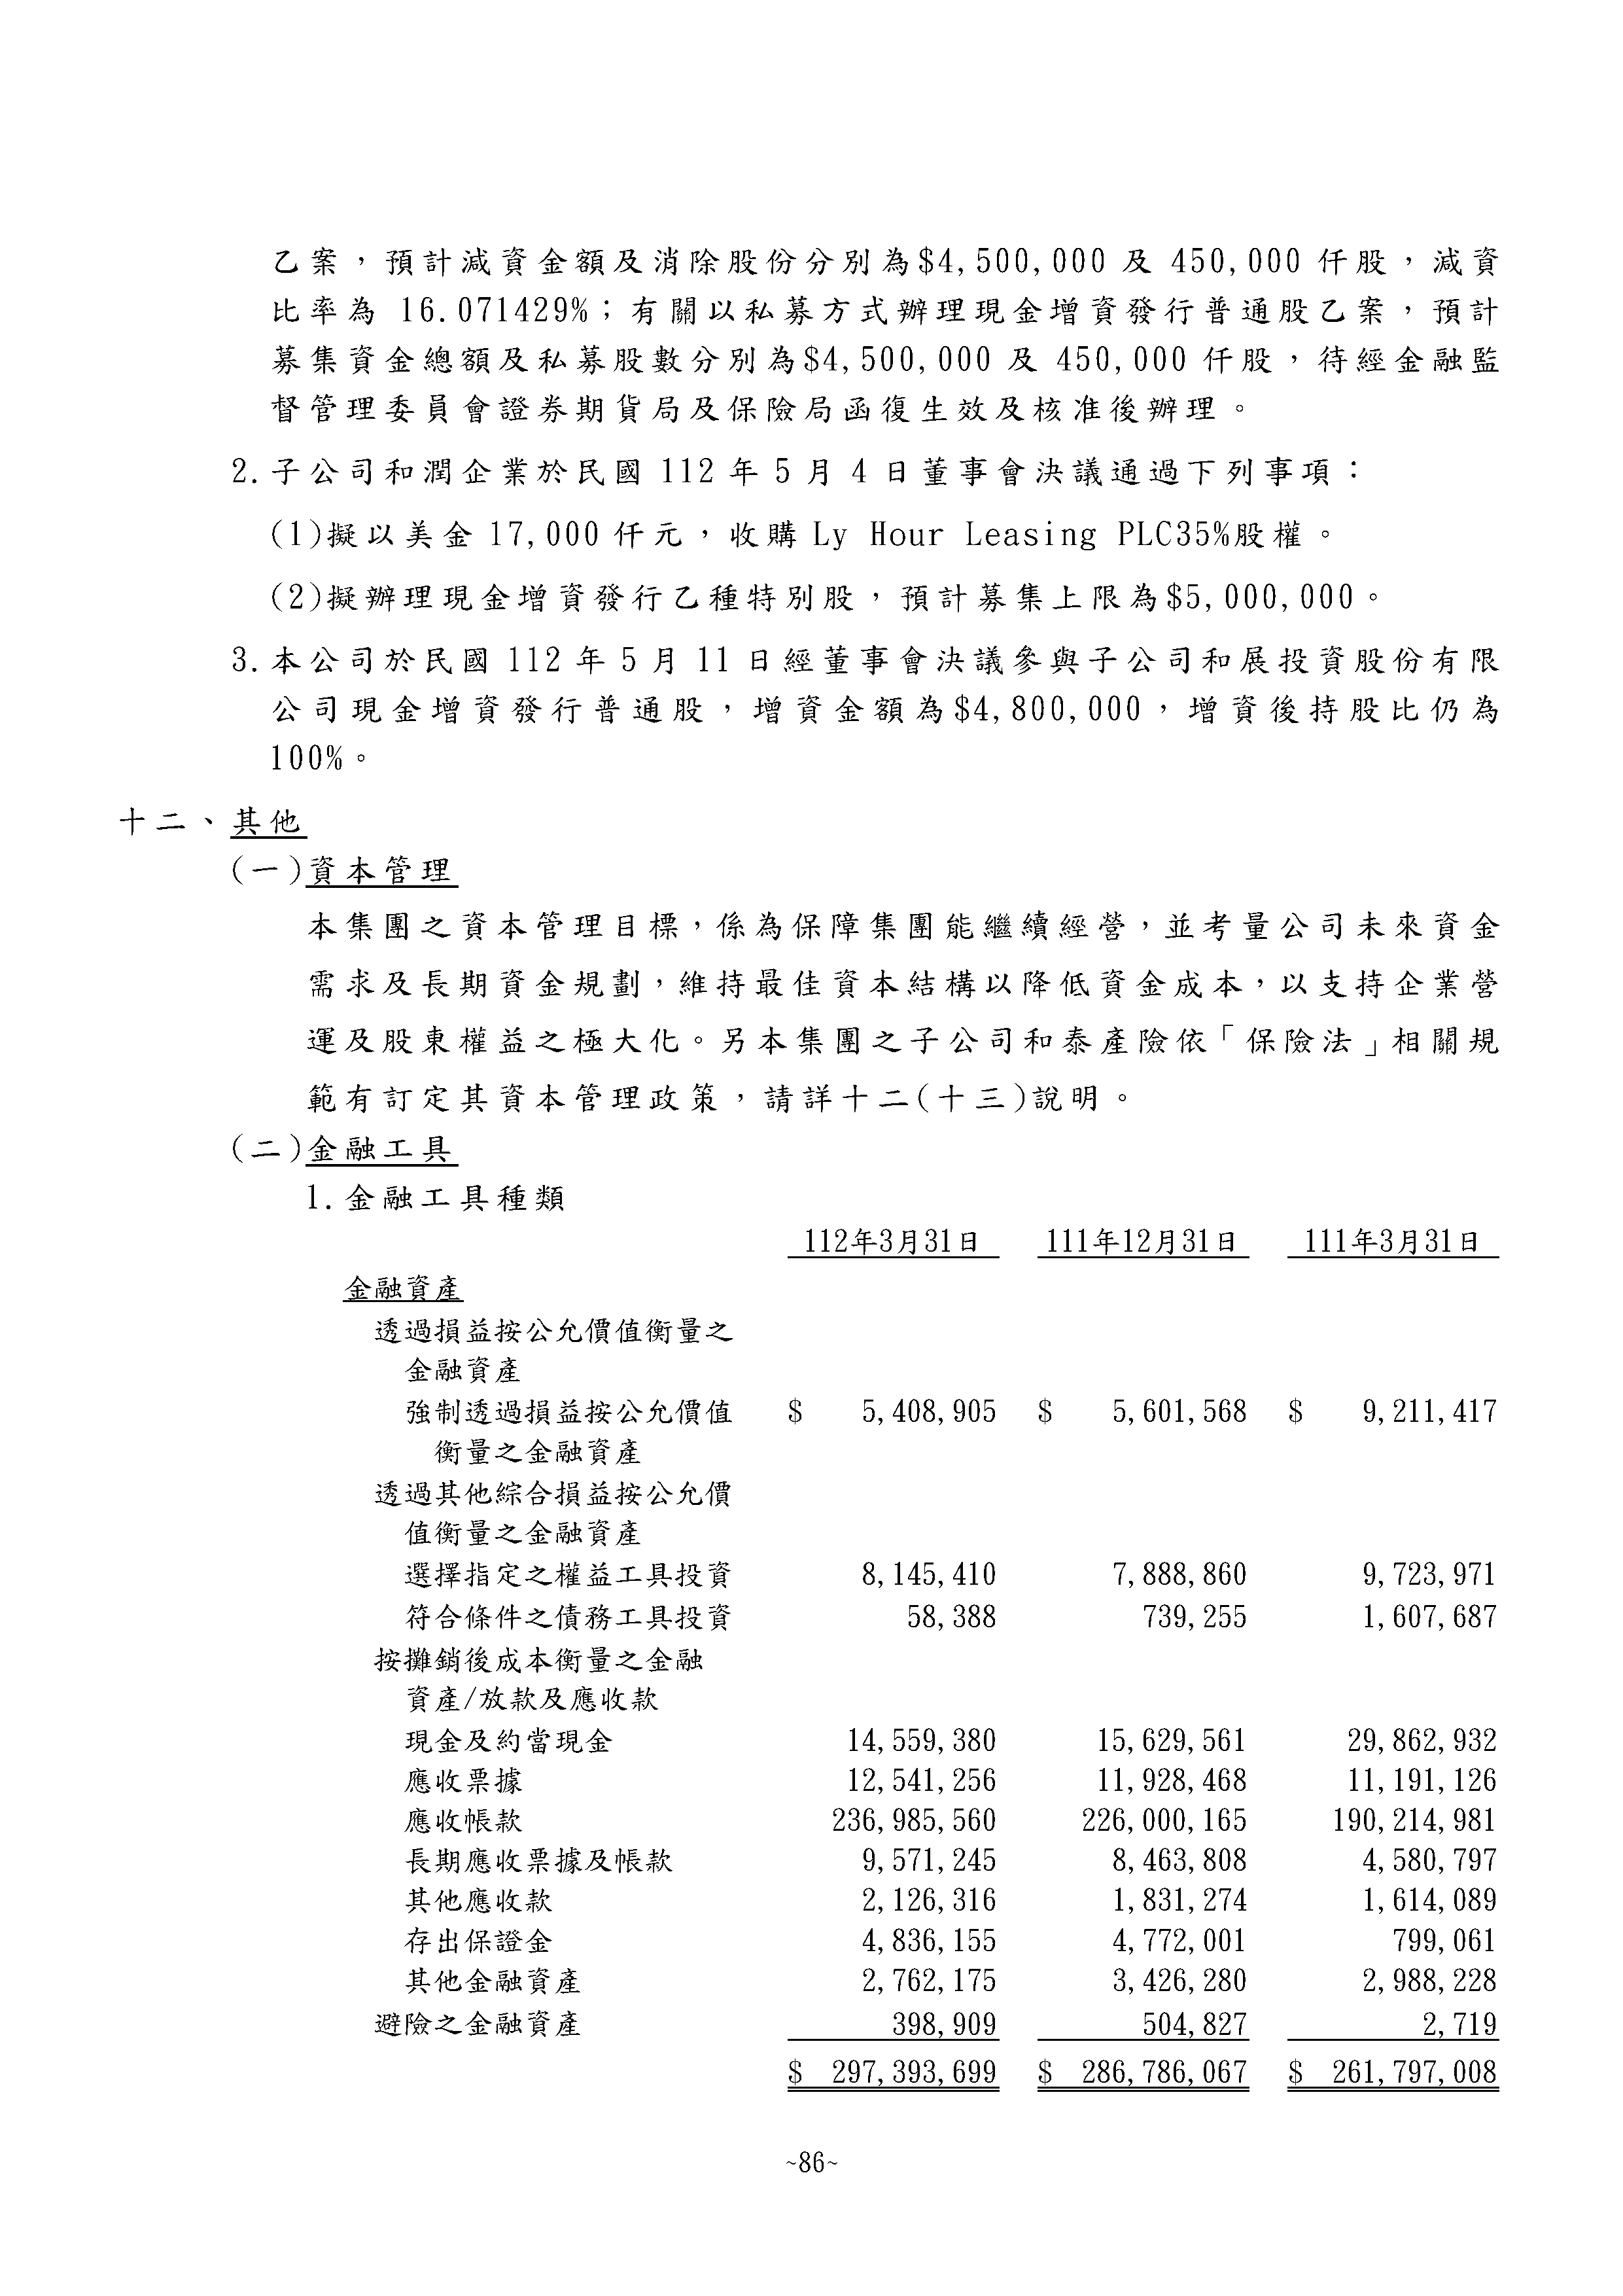 乙案，預計減資金額及消除股份分別為$4,500,000 及 450,000 仟股，減資
比率為 16.071429%；有關以私募方式辦理現金增資發行普通股乙案，預計
募集資金總額及私募股數分別為$4,500,000 及 450,000 仟股，待經金融監
督管理委員會證券期貨局及保險局函復生效及核准後辦理。
2.子公司和潤企業於民國 112 年 5 月 4 日董事會決議通過下列事項：
(1)擬以美金 17,000 仟元，收購 Ly Hour Leasing PLC35%股權。
(2)擬辦理現金增資發行乙種特別股，預計募集上限為$5,000,000。
3.本公司於民國 112 年 5 月 11 日經董事會決議參與子公司和展投資股份有限
公司現金增資發行普通股，增資金額為$4,800,000，增資後持股比仍為
100%。
十二、其他
(一)資本管理
本集團之資本管理目標，係為保障集團能繼續經營，並考量公司未來資金
需求及長期資金規劃，維持最佳資本結構以降低資金成本，以支持企業營
運及股東權益之極大化。另本集團之子公司和泰產險依「保險法」相關規
範有訂定其資本管理政策，請詳十二(十三)說明。
(二)金融工具
1.金融工具種類
112年3月31日 111年12月31日 111年3月31日
金融資產
透過損益按公允價值衡量之
金融資產
強制透過損益按公允價值 $ 5,408,905 $ 5,601,568 $ 9,211,417
衡量之金融資產
透過其他綜合損益按公允價
值衡量之金融資產
選擇指定之權益工具投資 8,145,410 7,888,860 9,723,971
符合條件之債務工具投資 58,388 739,255 1,607,687
按攤銷後成本衡量之金融
資產/放款及應收款
現金及約當現金 14,559,380 15,629,561 29,862,932
應收票據 12,541,256 11,928,468 11,191,126
應收帳款 236,985,560 226,000,165 190,214,981
長期應收票據及帳款 9,571,245 8,463,808 4,580,797
其他應收款 2,126,316 1,831,274 1,614,089
存出保證金 4,836,155 4,772,001 799,061
其他金融資產 2,762,175 3,426,280 2,988,228
避險之金融資產 398,909 504,827 2,719
$ 297,393,699 $ 286,786,067 $ 261,797,008
~86~